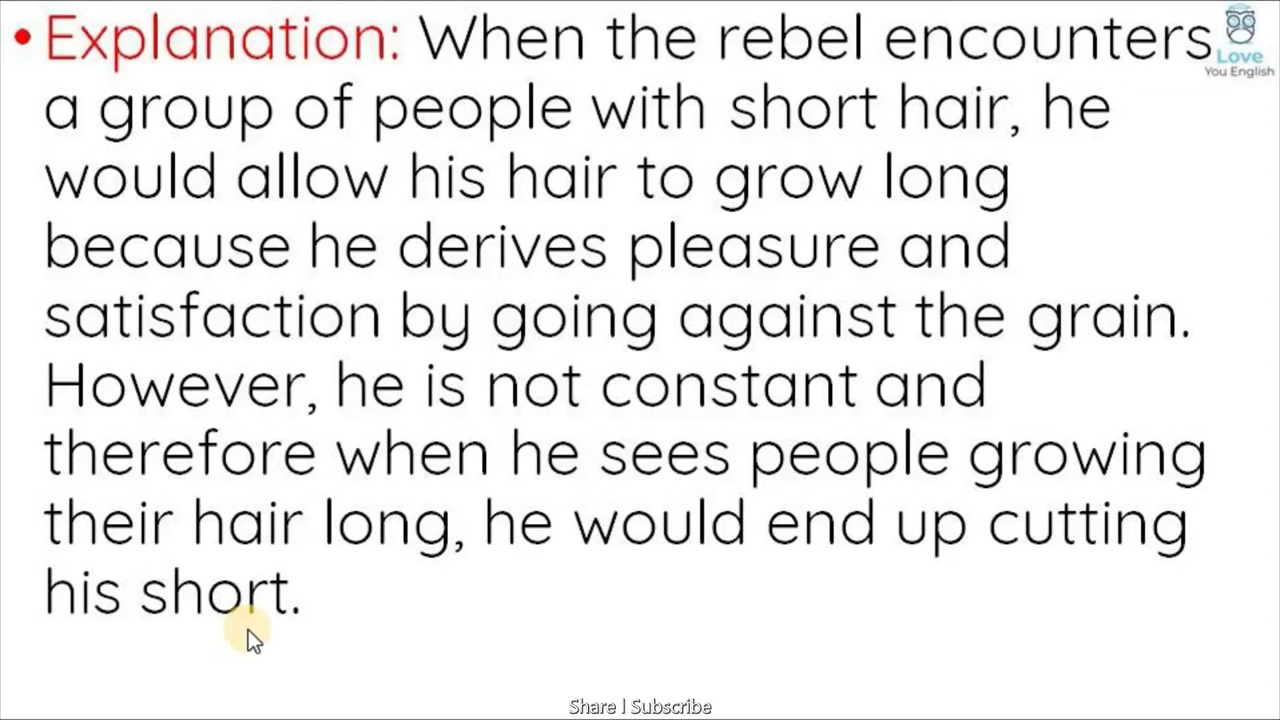 • Explanation: When the rebel encounters
a group of people with short hair, he
would allow his hair to grow long
because he derives pleasure and
satisfaction by going against the grain.
However, he is not constant and
therefore when he sees people growing
their hair long, he would end up cutting
his short.
Love
You English
Share | Subscribe